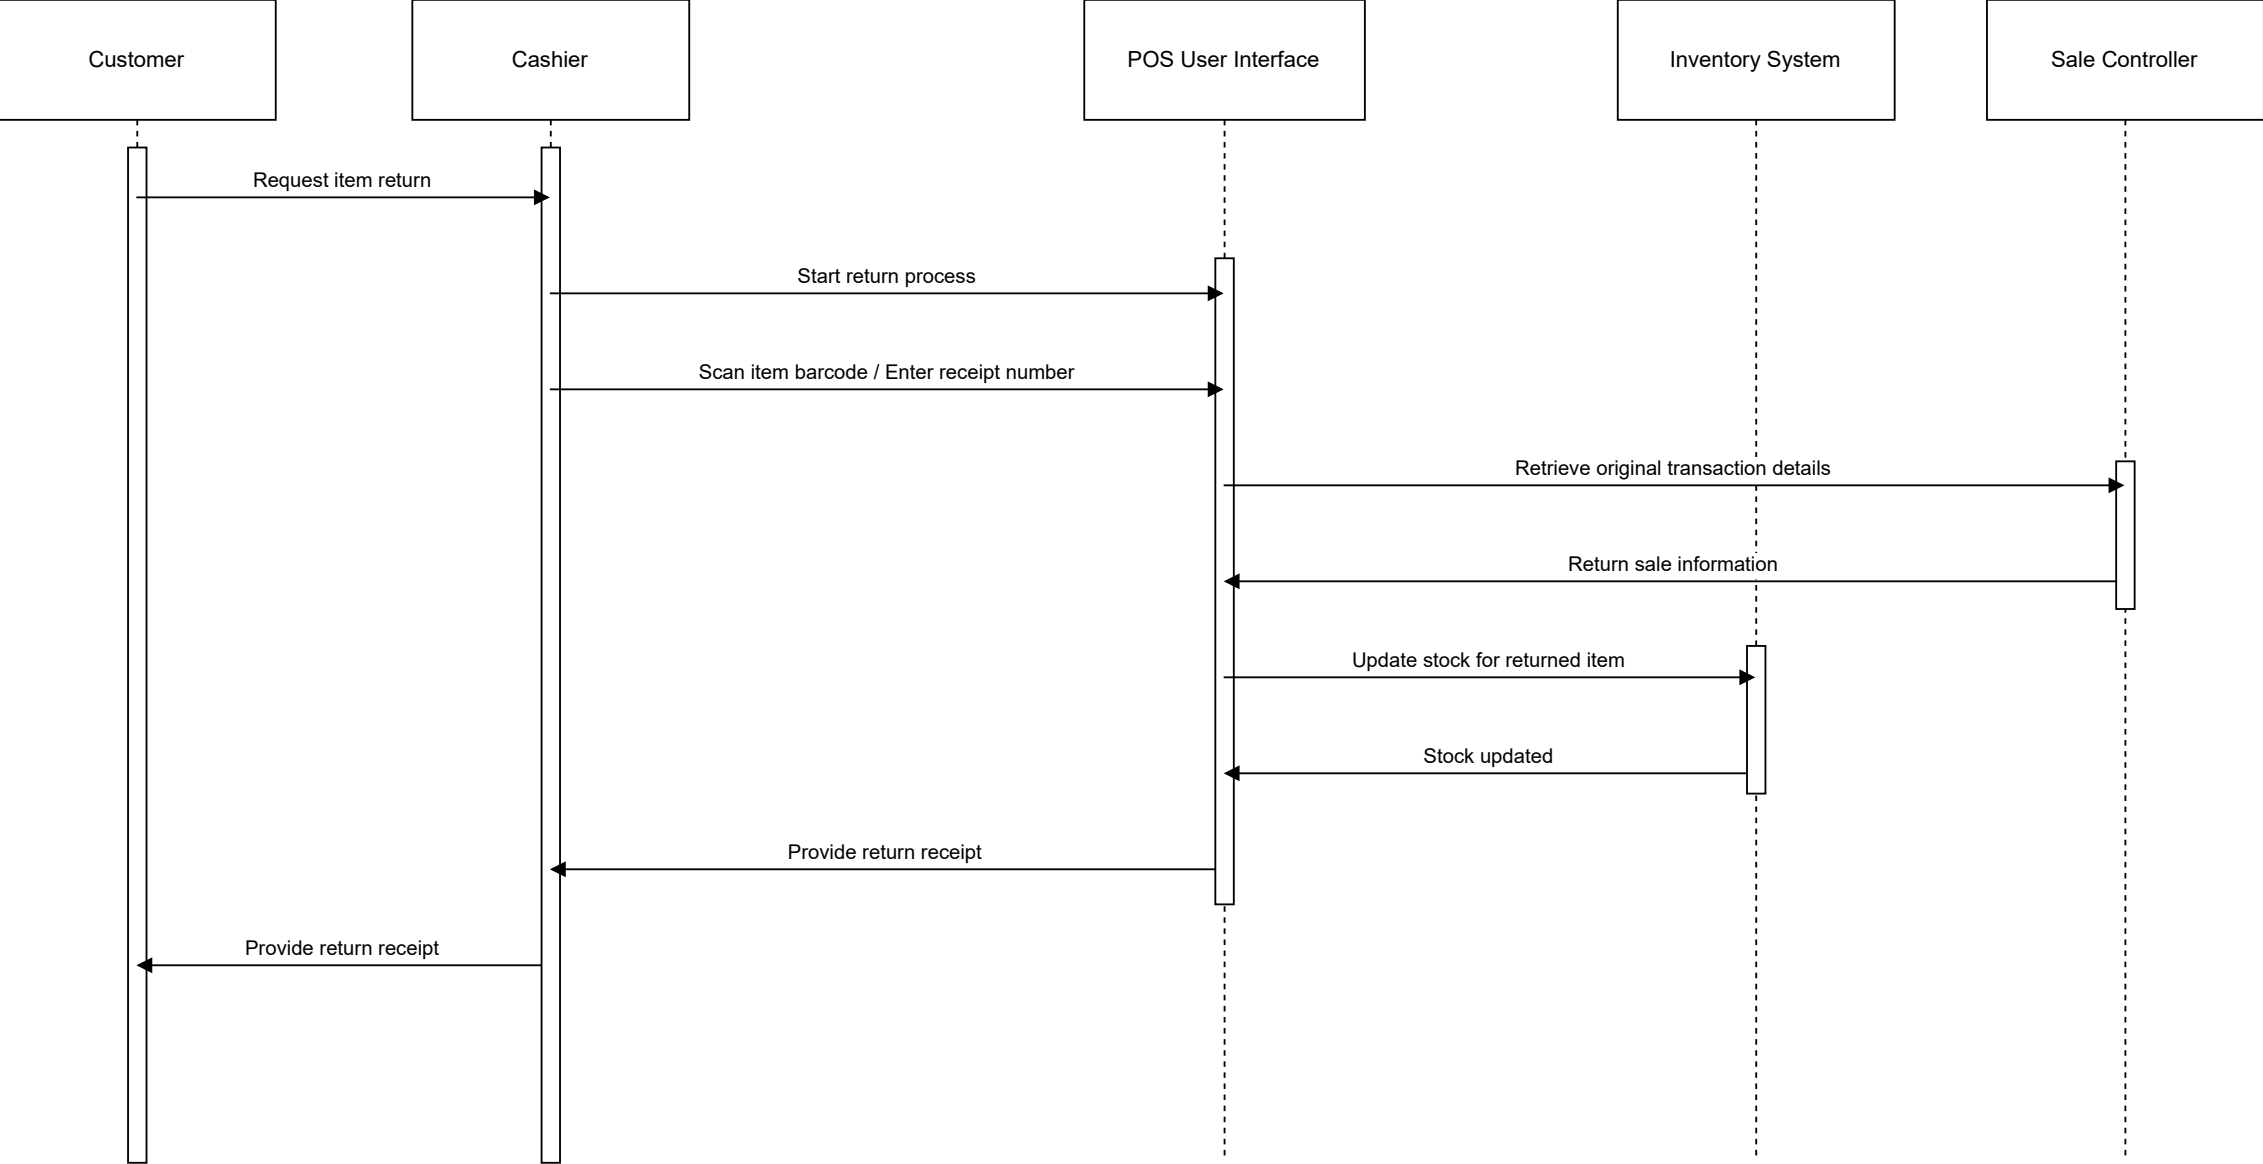 Customer
Cashier
POS User Interface
Inventory System
Sale Controller
Request item return
Start return process
Scan item barcode / Enter receipt number
Retrieve original transaction details
Return sale information
Update stock for returned item
Stock updated
Provide return receipt
Provide return receipt